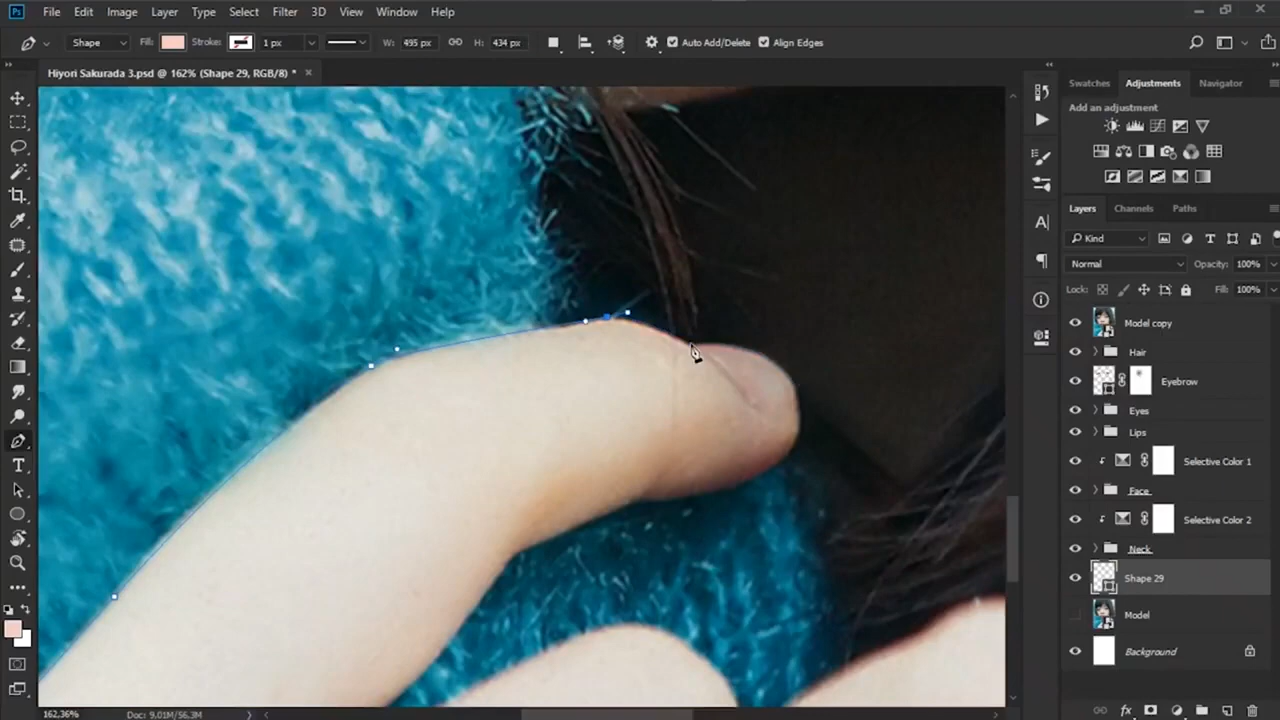 Ps File Edit Image Layer Type Select Filter 3D View Window Help
Shape Fill: Stroke: 1 px W: 495 px H: 434 px Auto Add/Delete Align Edges
Hiyori Sakurada 3.psd @ 162% (Shape 29, RGB/8) *
Swatches Adjustments Navigator
Add an adjustment
Layers Channels Paths
Kind
Normal Opacity: 100%
Lock: Fill: 100%
Model copy
Hair
Eyebrow
Eyes
Lips
Selective Color 1
Face
Selective Color 2
Neck
Shape 29
Model
Background
162,36% Doc: 9,01M/56,3M